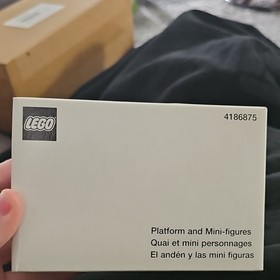 LEGO
4186875
Platform and Mini-figures
Quai et mini personnages
El andén y las mini figuras